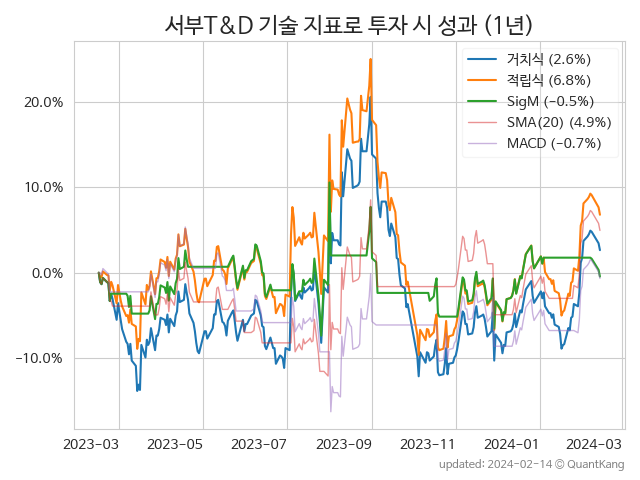 서부T&D 기술 지표로 투자 시 성과 (1년)
거치식 (2.6%)
적립식 (6.8%)
SigM (−0.5%)
SMA(20) (4.9%)
MACD (−0.7%)
20.0%
10.0%
0.0%
−10.0%
2023−03 2023−05 2023−07 2023−09 2023−11 2024−01 2024−03
updated: 2024−02−14 © QuantKang